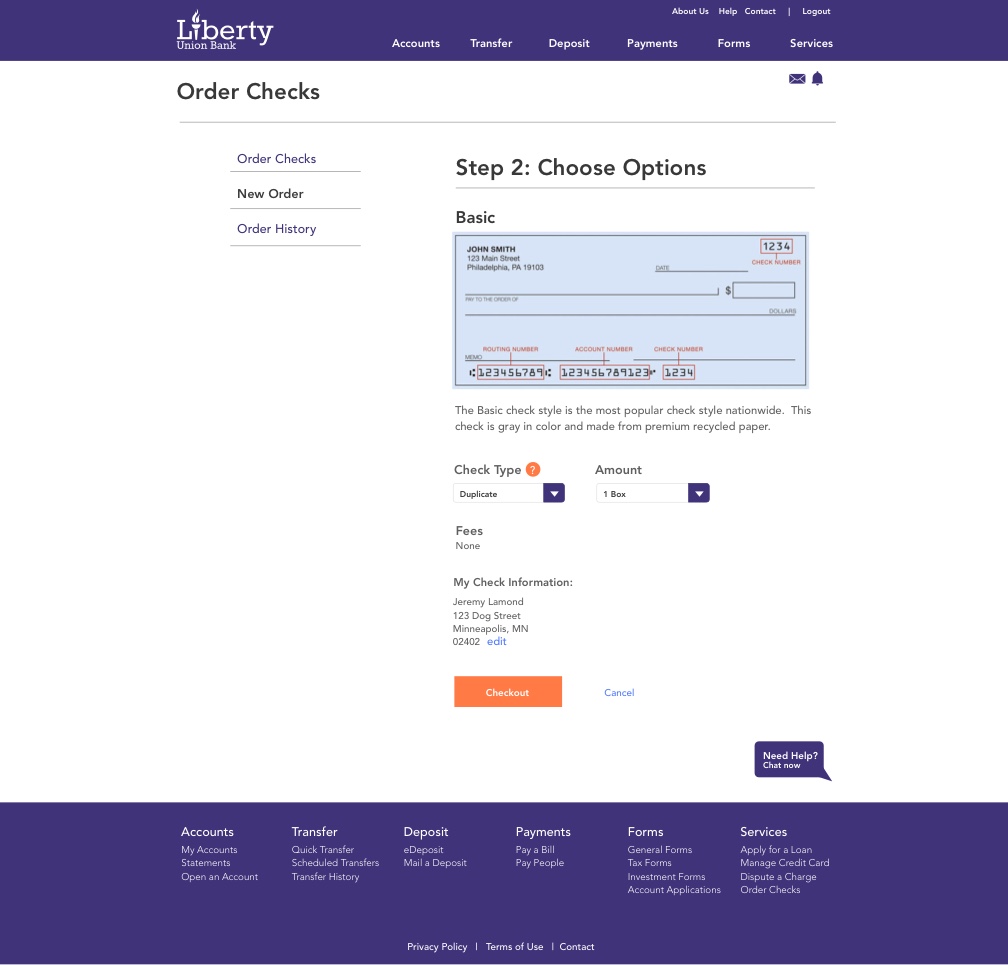 About Us Help Contact | Logout
Liberty
Union Bank
Accounts Transfer Deposit Payments Forms Services
Order Checks
Order Checks
New Order
Order History
Step 2: Choose Options
Basic
JOHN SMITH
123 Main Street
Philadelphia, PA 19103
1234
CHECK NUMBER
DATE
$
PAY TO THE ORDER OF
DOLLARS
ROUTING NUMBER ACCOUNT NUMBER CHECK NUMBER
MEMO
⑆123456789⑆ 123456789123⑈ 1234
The Basic check style is the most popular check style nationwide. This
check is gray in color and made from premium recycled paper.
Check Type ? Amount
Duplicate 1 Box
Fees
None
My Check Information:
Jeremy Lamond
123 Dog Street
Minneapolis, MN
02402 edit
Checkout Cancel
Need Help?
Chat now
Accounts Transfer Deposit Payments Forms Services
My Accounts Quick Transfer eDeposit Pay a Bill General Forms Apply for a Loan
Statements Scheduled Transfers Mail a Deposit Pay People Tax Forms Manage Credit Card
Open an Account Transfer History Investment Forms Dispute a Charge
Account Applications Order Checks
Privacy Policy | Terms of Use | Contact